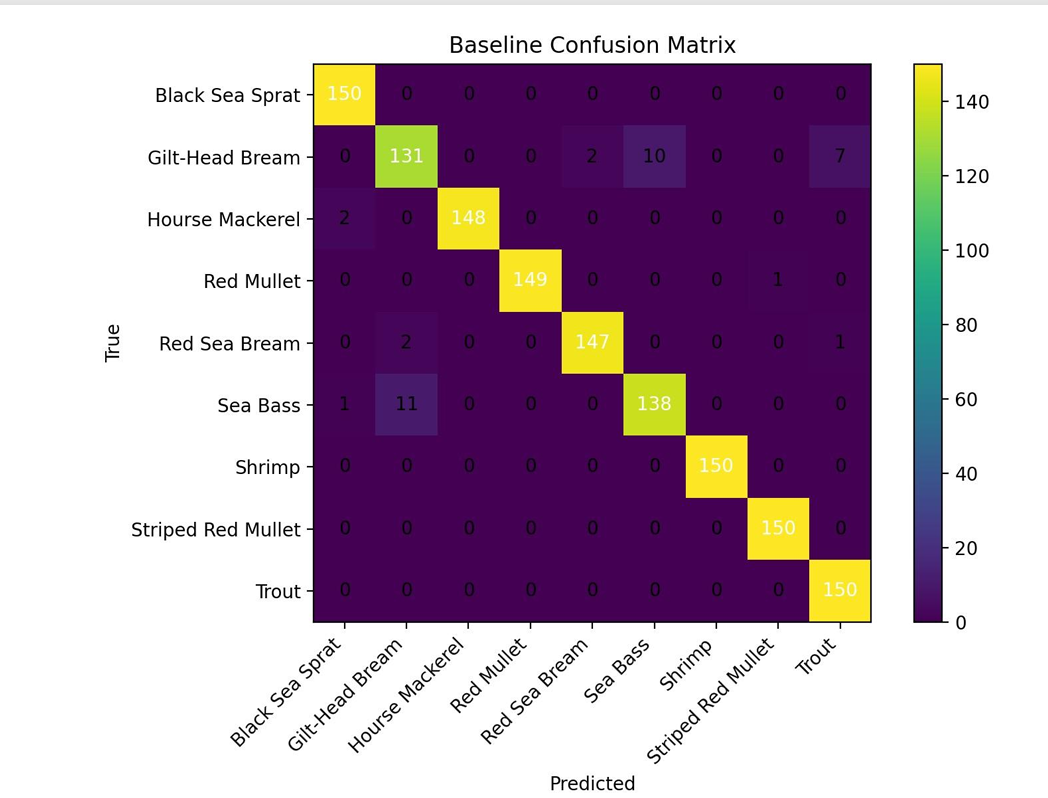 Baseline Confusion Matrix
Black Sea Sprat 150 0 0 0 0 0 0 0 0
Gilt-Head Bream 0 131 0 0 2 10 0 0 7
Hourse Mackerel 2 0 148 0 0 0 0 0 0
Red Mullet 0 0 0 149 0 0 0 1 0
Red Sea Bream 0 2 0 0 147 0 0 0 1
Sea Bass 1 11 0 0 0 138 0 0 0
Shrimp 0 0 0 0 0 0 150 0 0
Striped Red Mullet 0 0 0 0 0 0 0 150 0
Trout 0 0 0 0 0 0 0 0 150
True
Black Sea Sprat
Gilt-Head Bream
Hourse Mackerel
Red Mullet
Red Sea Bream
Sea Bass
Shrimp
Striped Red Mullet
Trout
Predicted
140
120
100
80
60
40
20
0